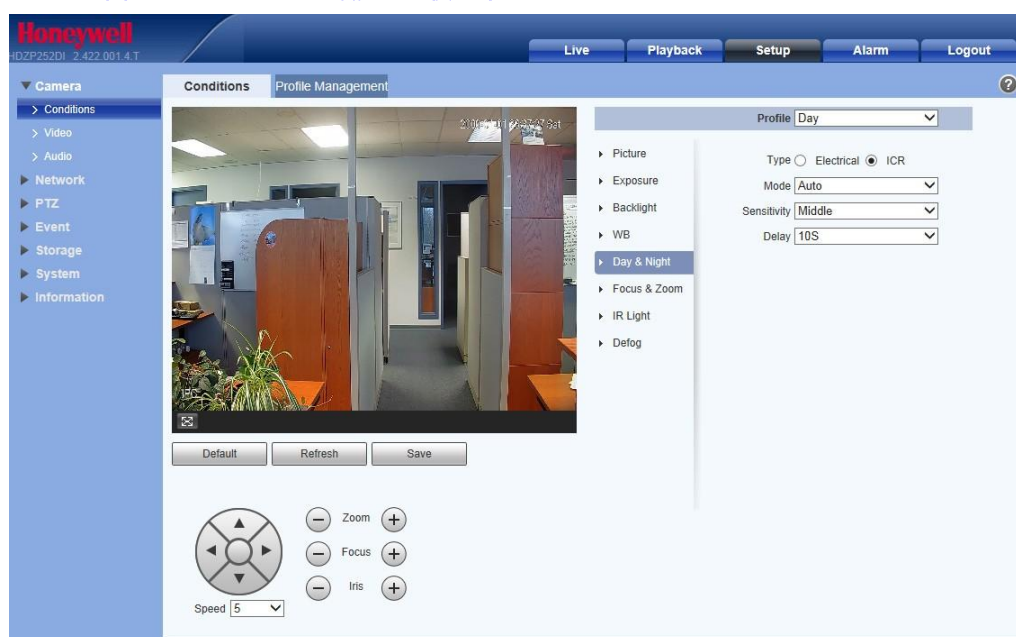 Honeywell
HDZP252DI 2.422.001.4.T
Live Playback Setup Alarm Logout
Camera
Conditions
Video
Audio
Network
PTZ
Event
Storage
System
Information
Conditions Profile Management
?
Sat
Profile Day
Picture
Exposure
Backlight
WB
Day & Night
Focus & Zoom
IR Light
Defog
Type Electrical ICR
Mode Auto
Sensitivity Middle
Delay 10S
Default Refresh Save
Zoom
Focus
Iris
Speed 5